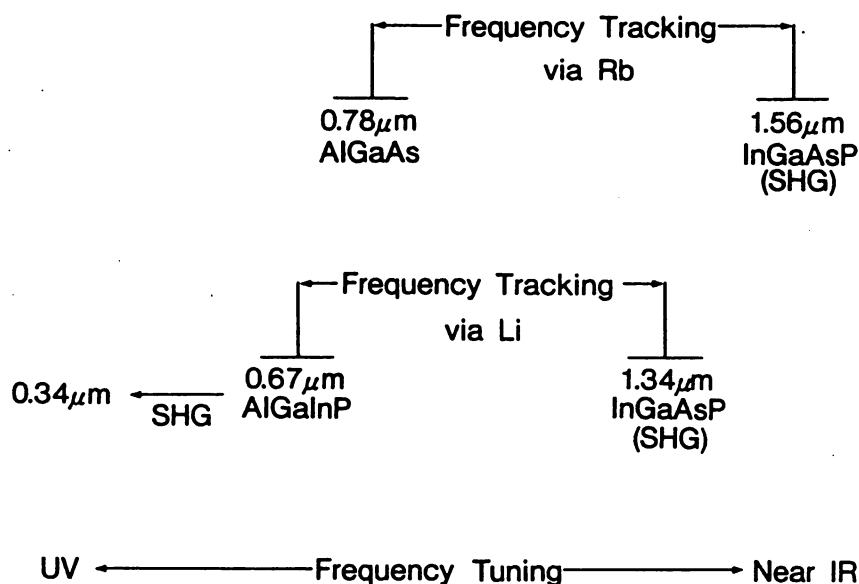 Frequency Tracking
via Rb
0.78μm
AlGaAs
1.56μm
InGaAsP
(SHG)
Frequency Tracking
via Li
0.34μm
SHG
0.67μm
AlGaInP
1.34μm
InGaAsP
(SHG)
UV
Frequency Tuning
Near IR